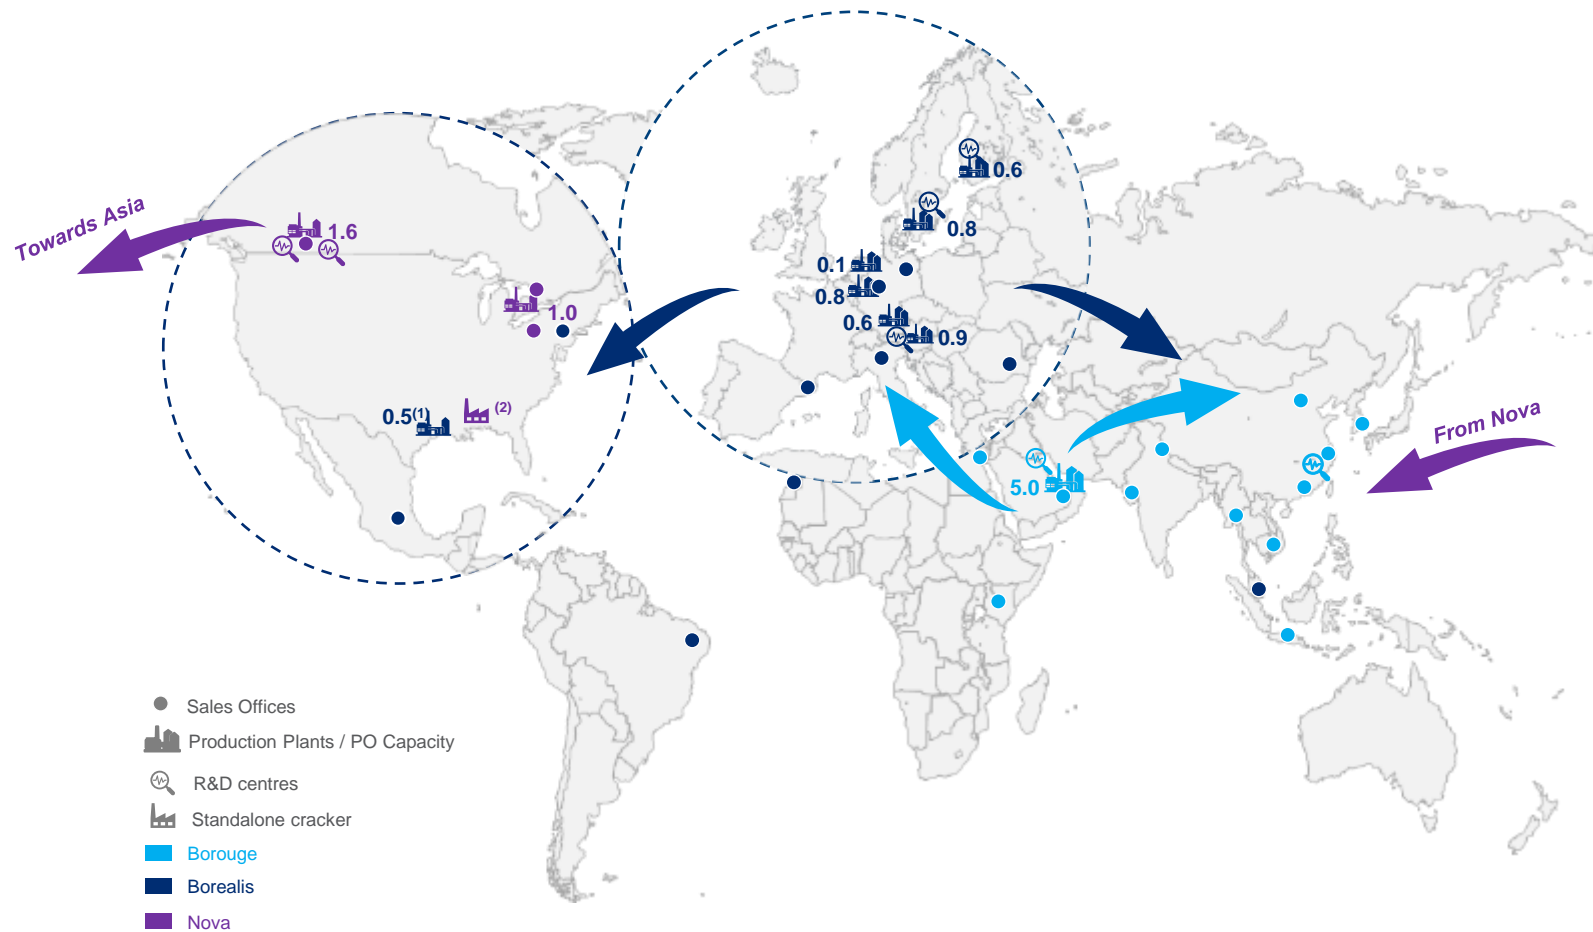 Towards Asia
1.6
1.0
0.5(1)
(2)
0.6
0.8
0.1
0.8
0.6
0.9
5.0
From Nova
Sales Offices
Production Plants / PO Capacity
R&D centres
Standalone cracker
Borouge
Borealis
Nova